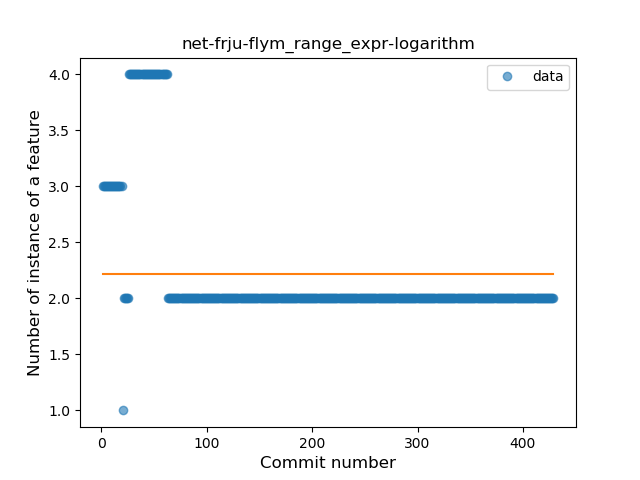 net-frju-flym_range_expr-logarithm
data
Number of instance of a feature
4.0
3.5
3.0
2.5
2.0
1.5
1.0
0 100 200 300 400
Commit number